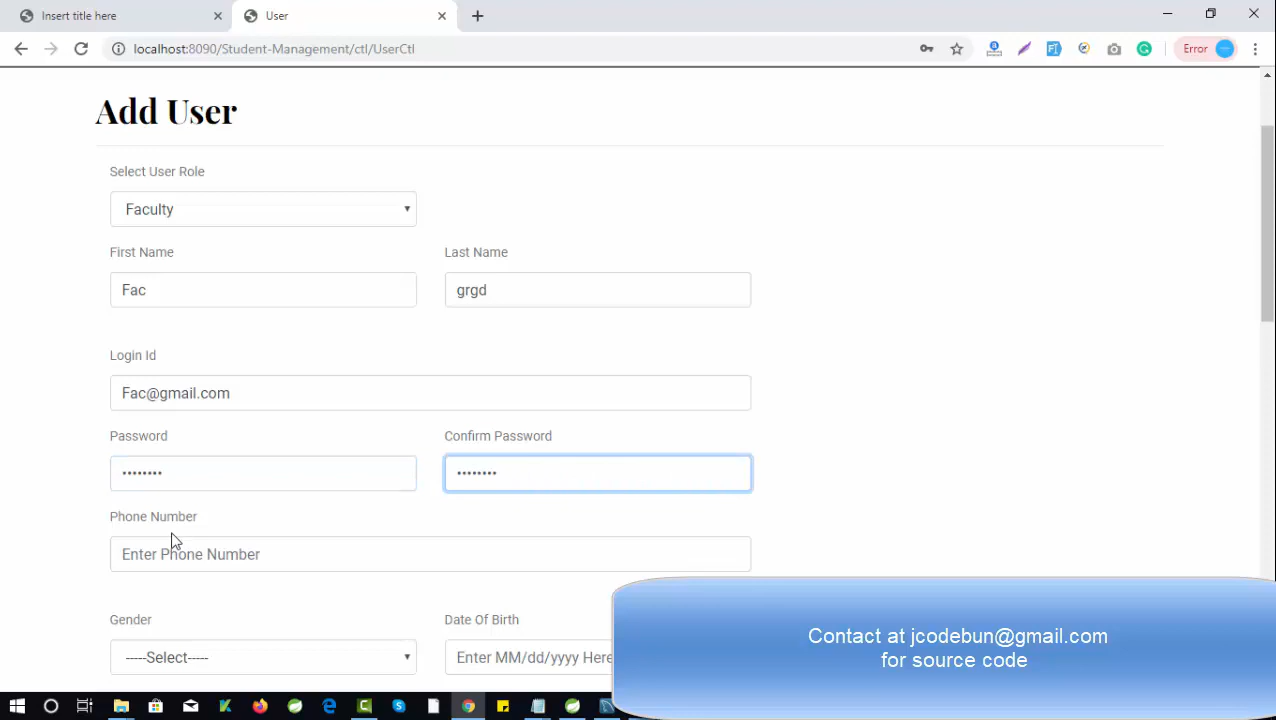 Insert title here
User
localhost:8090/Student-Management/ctl/UserCtl
Error
Add User
Select User Role
Faculty
First Name
Last Name
Fac
grgd
Login Id
Fac@gmail.com
Password
Confirm Password
••••••••
••••••••
Phone Number
Enter Phone Number
Gender
Date Of Birth
-----Select-----
Enter MM/dd/yyyy Here
Contact at jcodebun@gmail.com
for source code